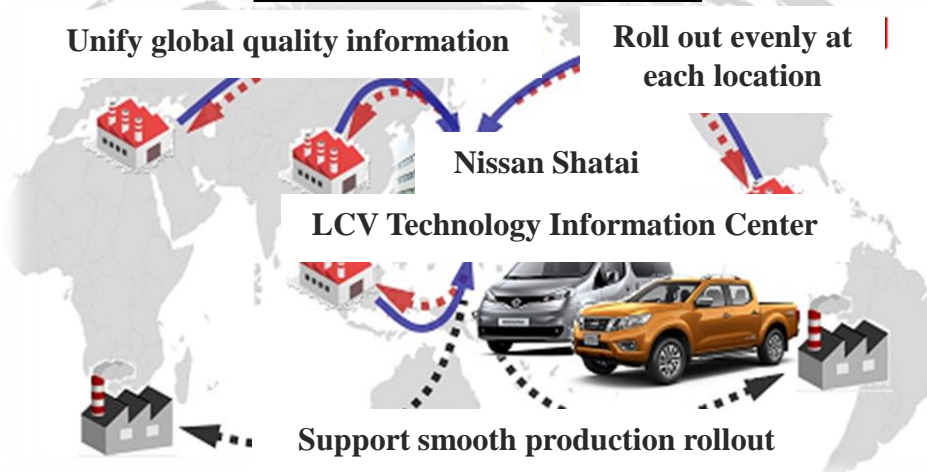 Unify global quality information
Roll out evenly at
each location
Nissan Shatai
LCV Technology Information Center
Support smooth production rollout